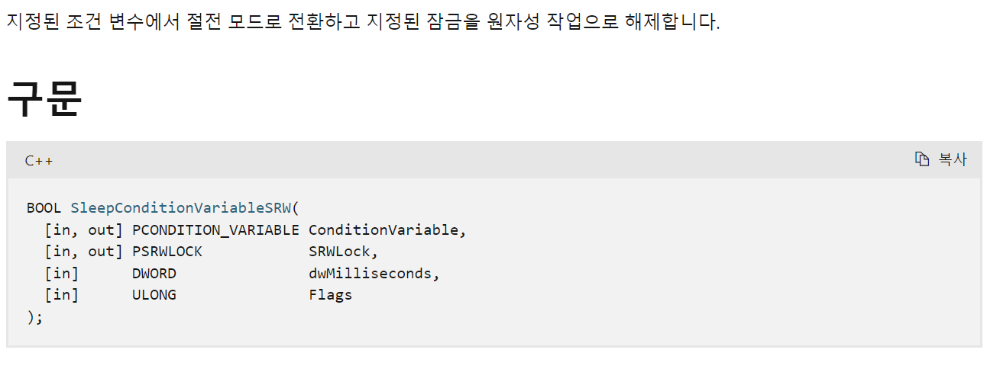 지정된 조건 변수에서 절전 모드로 전환하고 지정된 잠금을 원자성 작업으로 해제합니다.
구문
C++ 복사
BOOL SleepConditionVariableSRW(
  [in, out] PCONDITION_VARIABLE ConditionVariable,
  [in, out] PSRWLOCK            SRWLock,
  [in]      DWORD               dwMilliseconds,
  [in]      ULONG               Flags
);